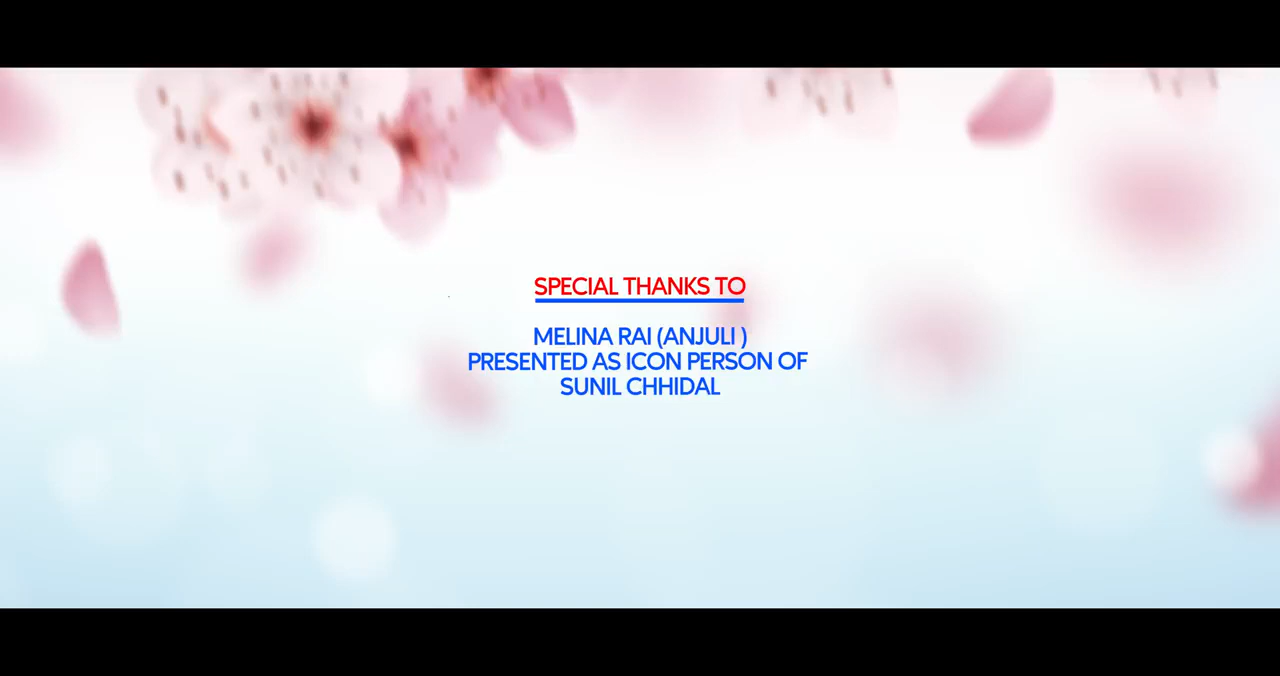 SPECIAL THANKS TO
MELINA RAI (ANJULI )
PRESENTED AS ICON PERSON OF
SUNIL CHHIDAL